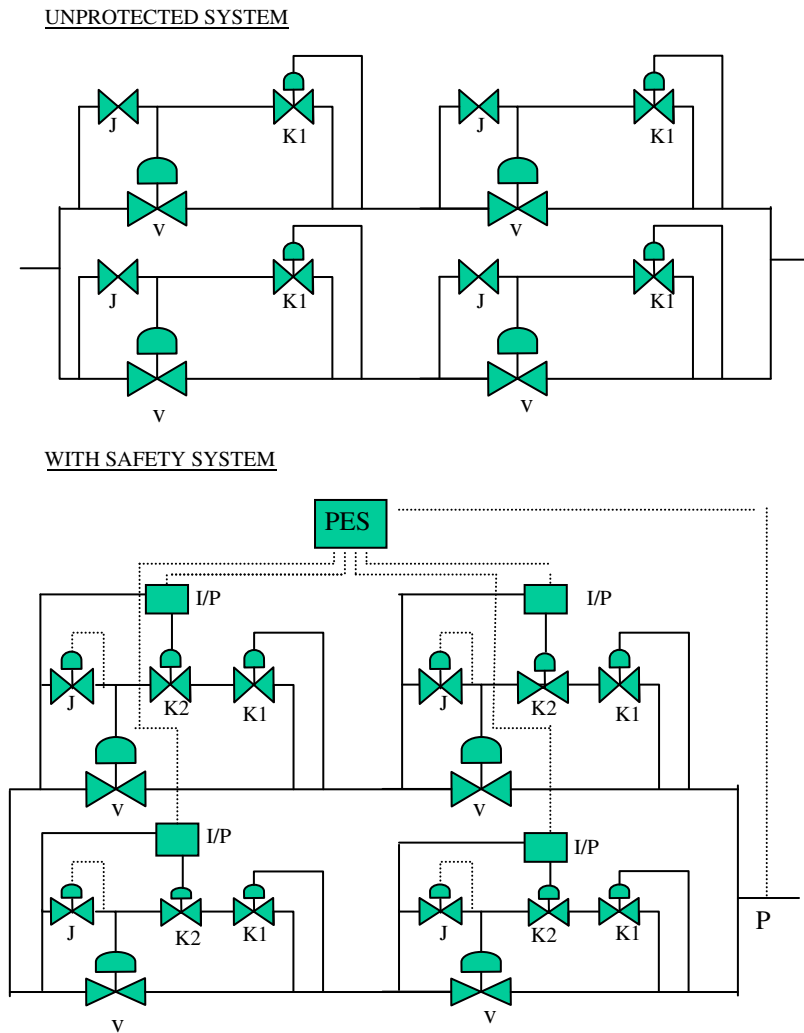 UNPROTECTED SYSTEM
J
K1
J
K1
v
v
J
K1
J
K1
v
v
WITH SAFETY SYSTEM
PES
I/P
I/P
J
K2
K1
J
K2
K1
v
v
I/P
I/P
J
K2
K1
J
K2
K1
P
v
v